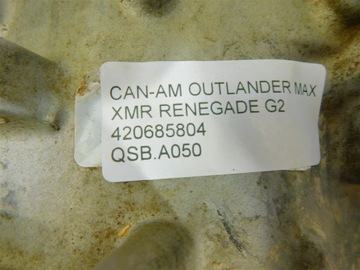 CAN-AM OUTLANDER MAX
XMR RENEGADE G2
420685804
QSB.A050